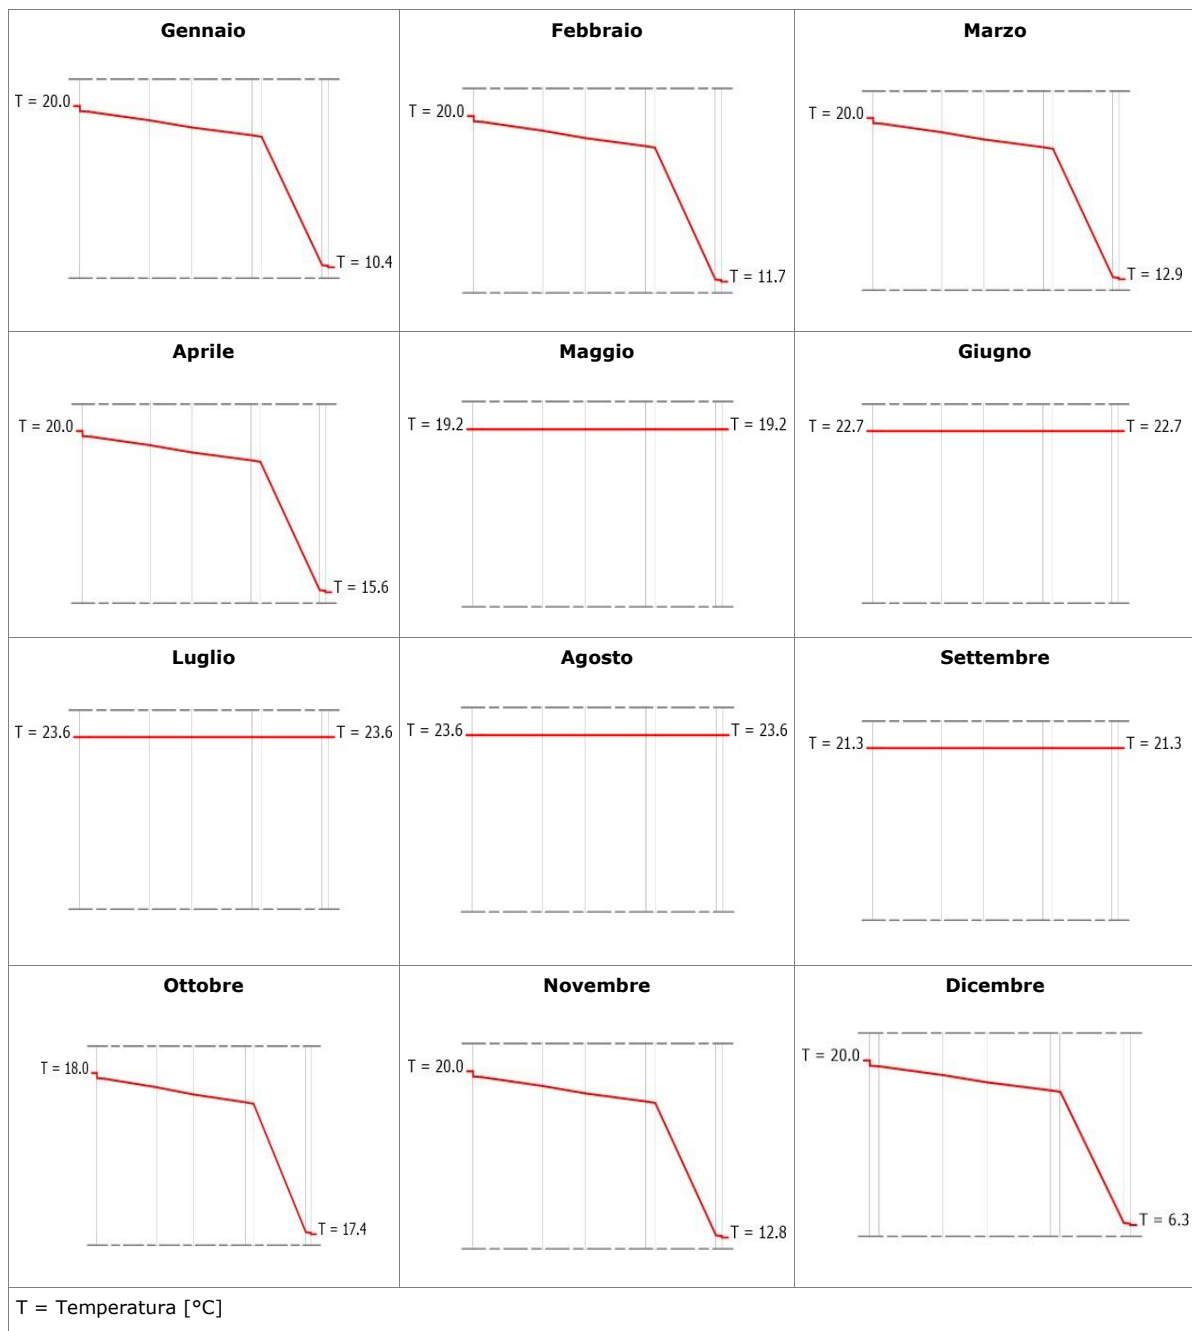 Gennaio
Febbraio
Marzo
T = 20.0
T = 10.4
T = 20.0
T = 11.7
T = 20.0
T = 12.9
Aprile
Maggio
Giugno
T = 20.0
T = 15.6
T = 19.2
T = 19.2
T = 22.7
T = 22.7
Luglio
Agosto
Settembre
T = 23.6
T = 23.6
T = 23.6
T = 23.6
T = 21.3
T = 21.3
Ottobre
Novembre
Dicembre
T = 18.0
T = 17.4
T = 20.0
T = 12.8
T = 20.0
T = 6.3
T = Temperatura [°C]